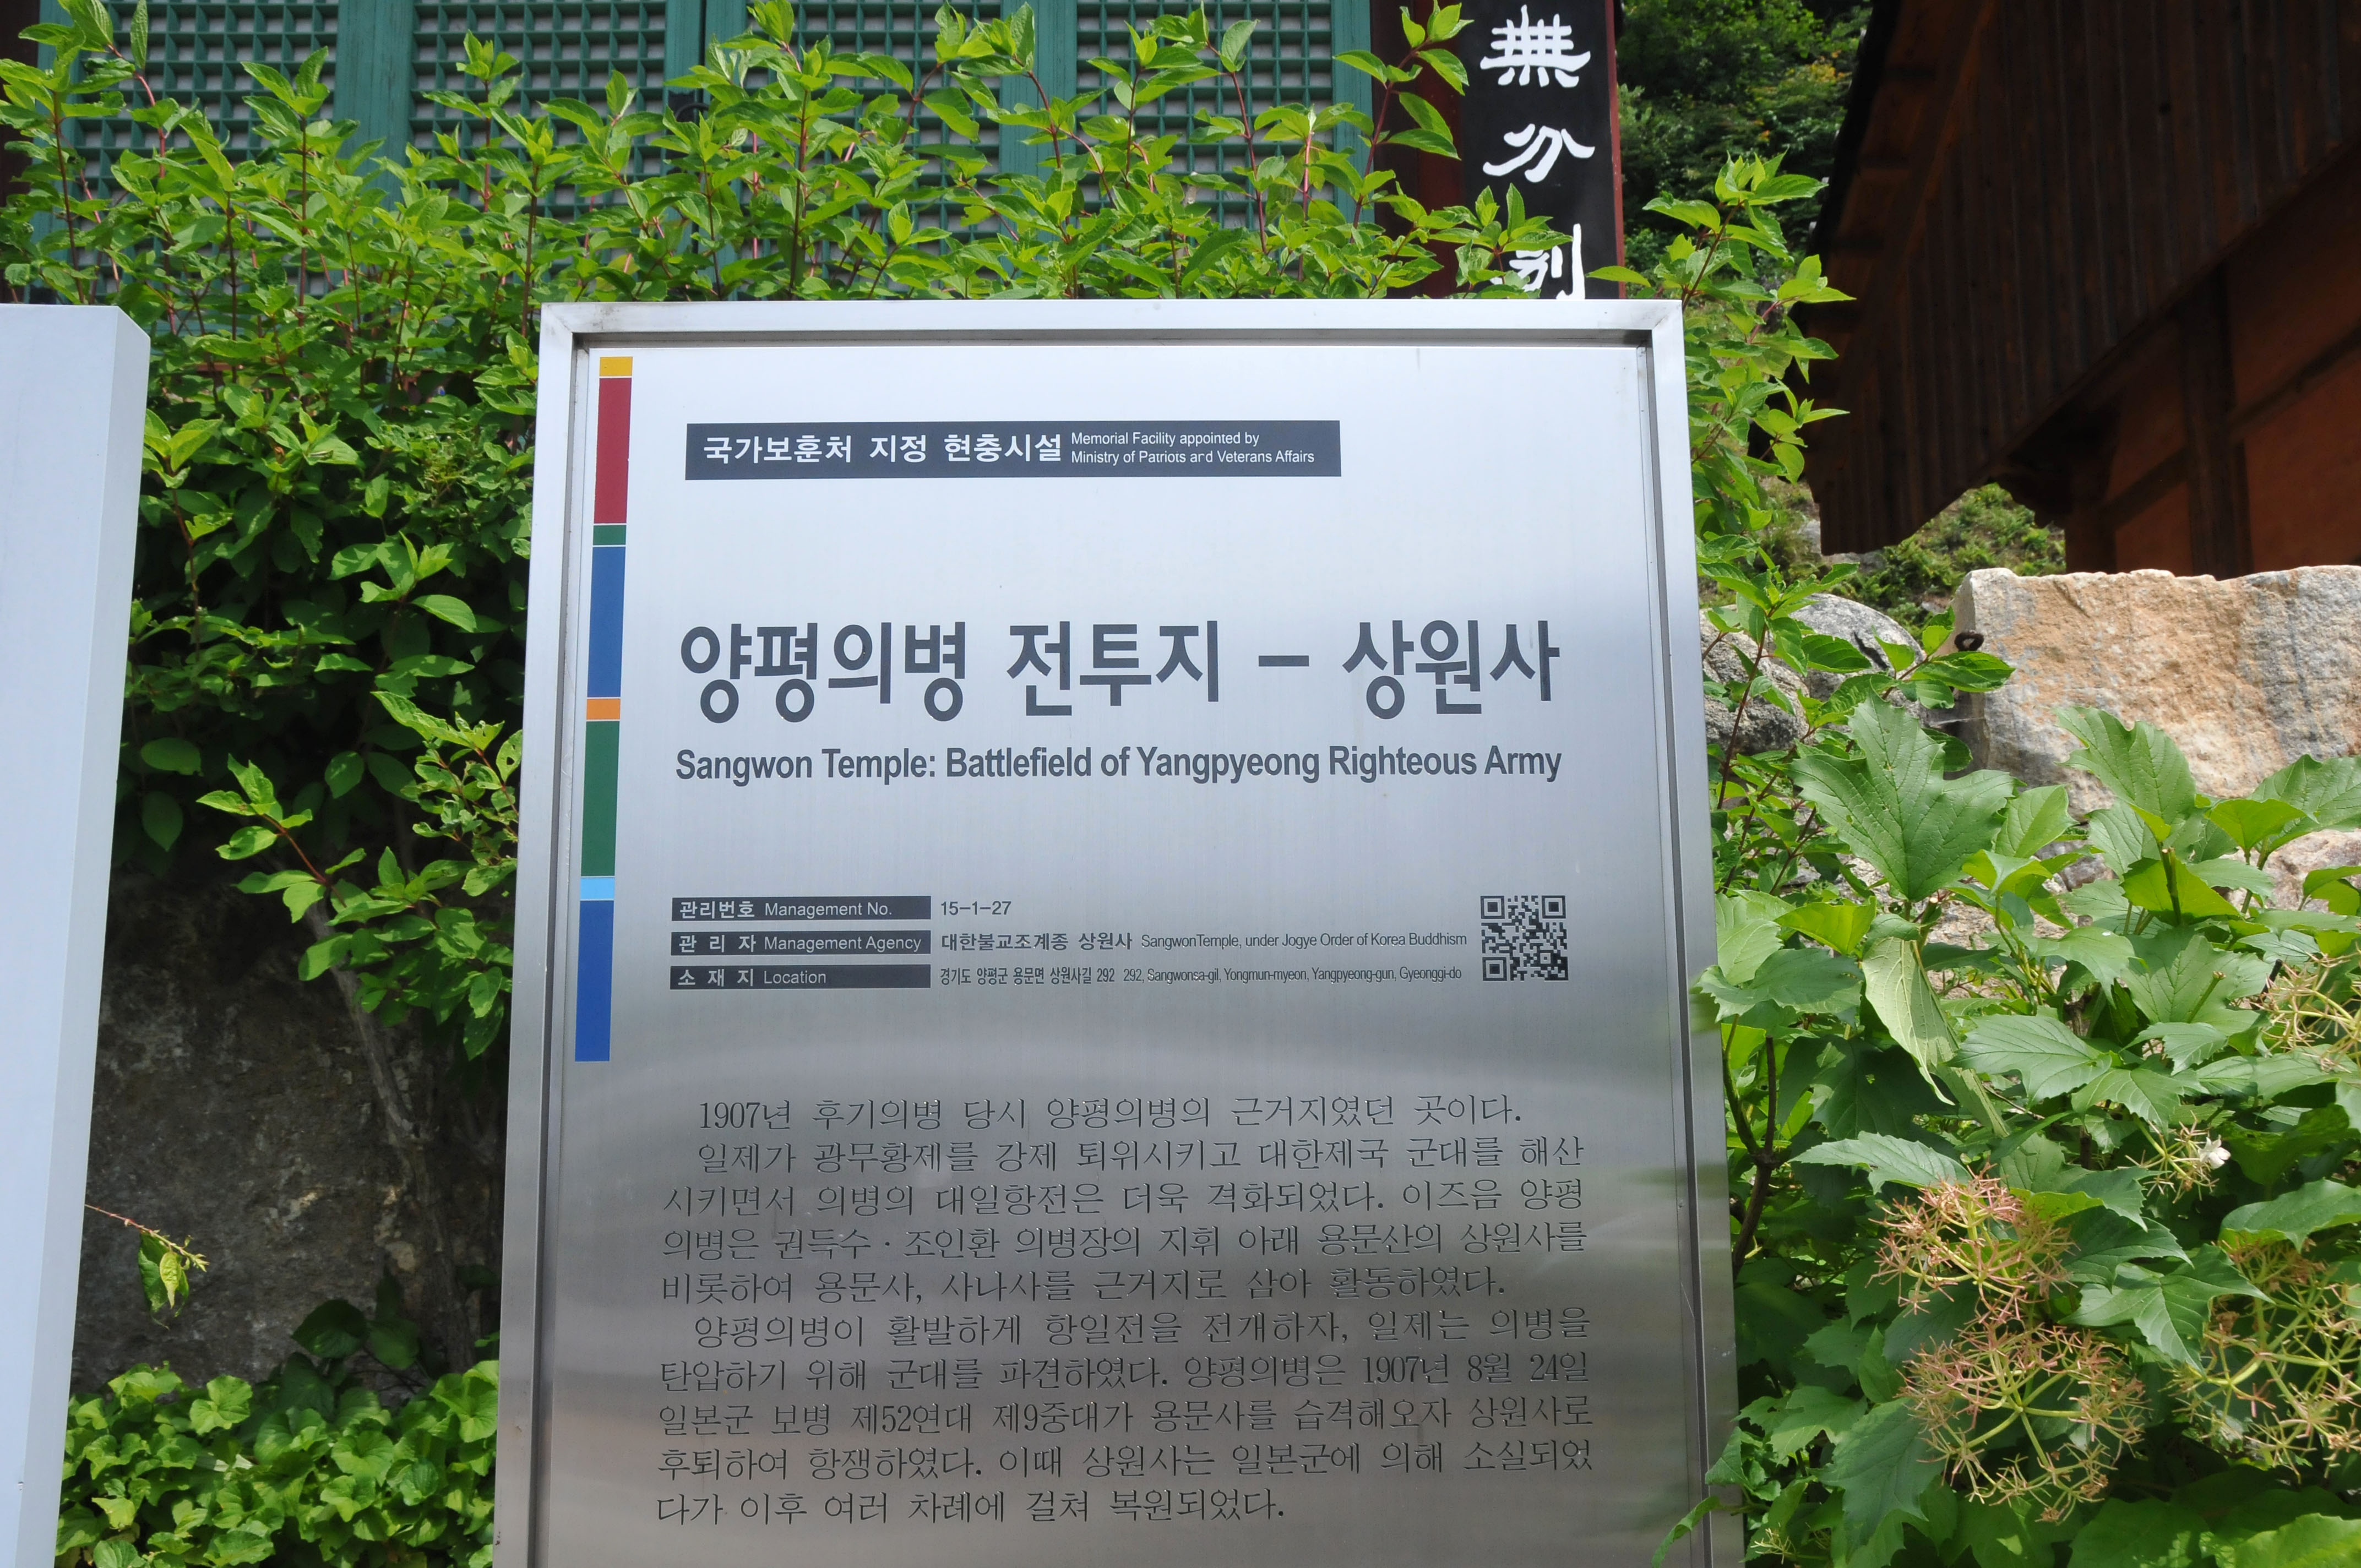 無
分
別
국가보훈처 지정 현충시설 Memorial Facility appointed by
Ministry of Patriots and Veterans Affairs
양평의병 전투지 - 상원사
Sangwon Temple: Battlefield of Yangpyeong Righteous Army
관리번호 Management No. 15-1-27
관 리 자 Management Agency 대한불교조계종 상원사 SangwonTemple, under Jogye Order of Korea Buddhism
소 재 지 Location 경기도 양평군 용문면 상원사길 292 292, Sangwonsa-gil, Yongmun-myeon, Yangpyeong-gun, Gyeonggi-do
1907년 후기의병 당시 양평의병의 근거지였던 곳이다.
일제가 광무황제를 강제 퇴위시키고 대한제국 군대를 해산
시키면서 의병의 대일항전은 더욱 격화되었다. 이즈음 양평
의병은 권득수·조인환 의병장의 지휘 아래 용문산의 상원사를
비롯하여 용문사, 사나사를 근거지로 삼아 활동하였다.
양평의병이 활발하게 항일전을 전개하자, 일제는 의병을
탄압하기 위해 군대를 파견하였다. 양평의병은 1907년 8월 24일
일본군 보병 제52연대 제9중대가 용문사를 습격해오자 상원사로
후퇴하여 항쟁하였다. 이때 상원사는 일본군에 의해 소실되었
다가 이후 여러 차례에 걸쳐 복원되었다.